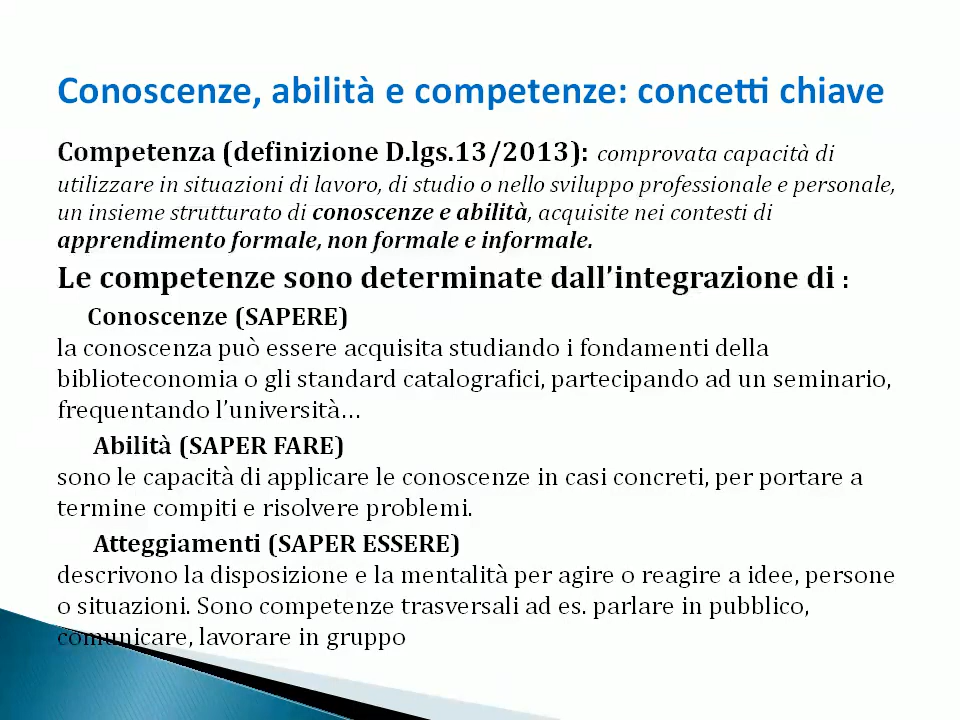 Conoscenze, abilità e competenze: concetti chiave
Competenza (definizione D.lgs.13/2013): comprovata capacità di
utilizzare in situazioni di lavoro, di studio o nello sviluppo professionale e personale,
un insieme strutturato di conoscenze e abilità, acquisite nei contesti di
apprendimento formale, non formale e informale.
Le competenze sono determinate dall'integrazione di :
Conoscenze (SAPERE)
la conoscenza può essere acquisita studiando i fondamenti della
biblioteconomia o gli standard catalografici, partecipando ad un seminario,
frequentando l'università…
Abilità (SAPER FARE)
sono le capacità di applicare le conoscenze in casi concreti, per portare a
termine compiti e risolvere problemi.
Atteggiamenti (SAPER ESSERE)
descrivono la disposizione e la mentalità per agire o reagire a idee, persone
o situazioni. Sono competenze trasversali ad es. parlare in pubblico,
comunicare, lavorare in gruppo